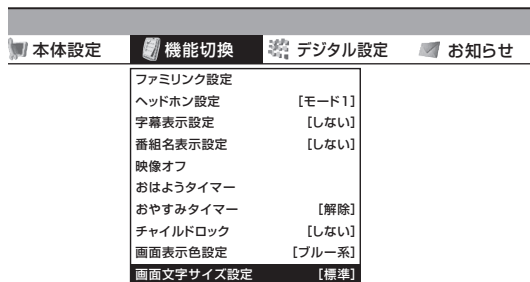 本体設定 機能切換 デジタル設定 お知らせ
ファミリンク設定
ヘッドホン設定 [モード1]
字幕表示設定 [しない]
番組名表示設定 [しない]
映像オフ
おはようタイマー
おやすみタイマー [解除]
チャイルドロック [しない]
画面表示色設定 [ブルー系]
画面文字サイズ設定 [標準]